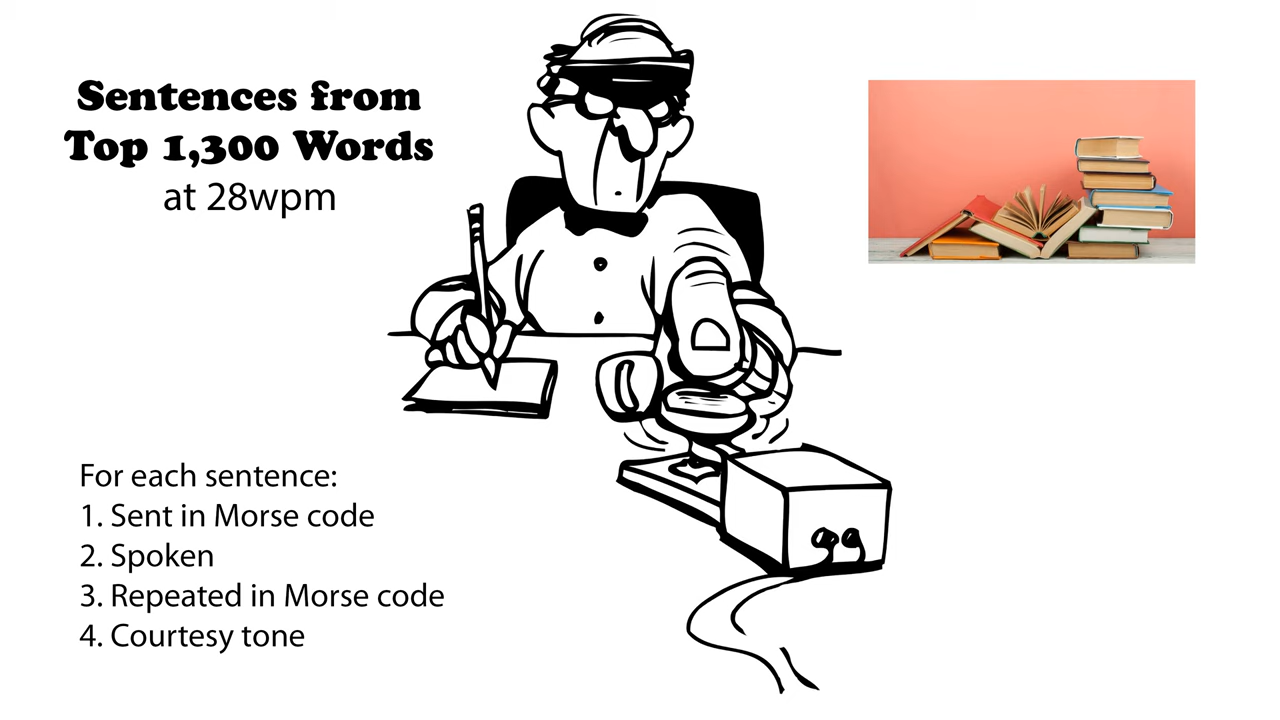 Sentences from
Top 1,300 Words
at 28wpm
For each sentence:
1. Sent in Morse code
2. Spoken
3. Repeated in Morse code
4. Courtesy tone